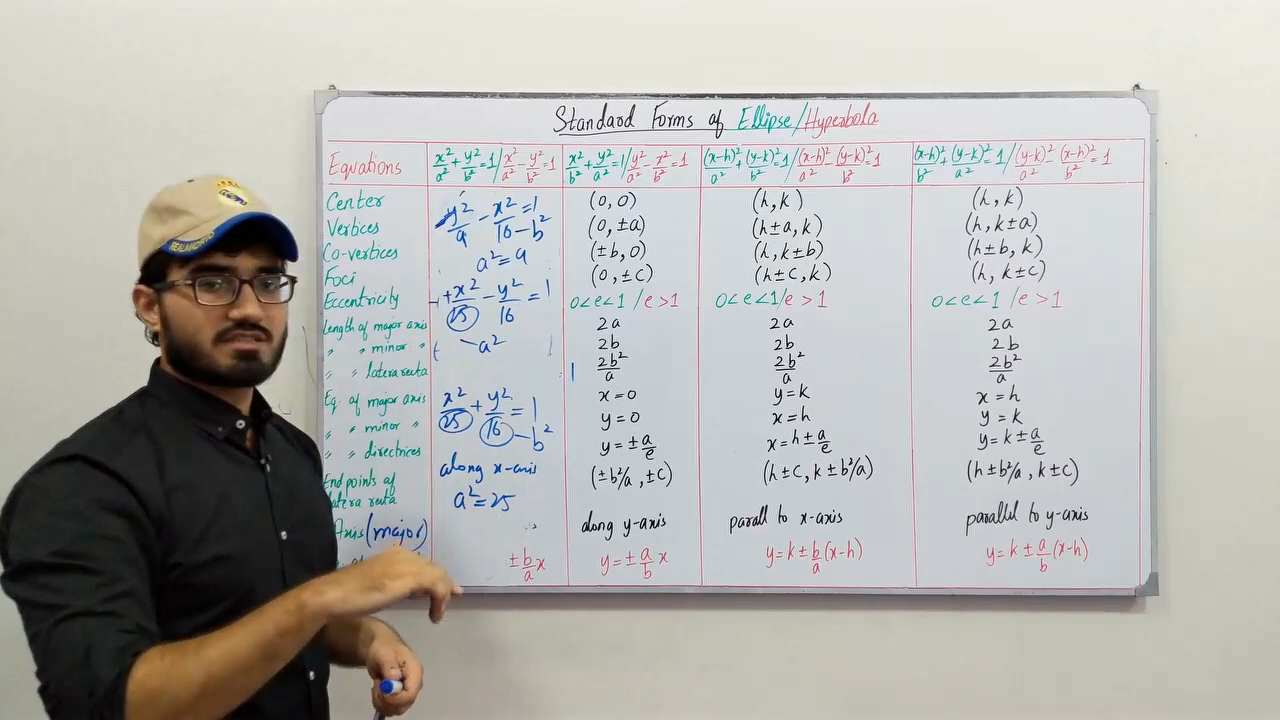 Standard Forms of Ellipse/Hyperbola
Equations x²/a² + y²/b² = 1 / x²/a² - y²/b² = 1 x²/b² + y²/a² = 1 / y²/a² - x²/b² = 1 (x-h)²/a² + (y-k)²/b² = 1 / (x-h)²/a² - (y-k)²/b² = 1 (x-h)²/b² + (y-k)²/a² = 1 / (y-k)²/a² - (x-h)²/b² = 1
Center (0, 0) (h, k) (h, k)
Vertices (0, ±a) (h±a, k) (h, k±a)
Co-vertices (±b, 0) (h, k±b) (h±b, k)
Foci (0, ±c) (h±c, k) (h, k±c)
Eccentricity 0<e<1 / e>1 0<e<1 / e>1 0<e<1 / e>1
Length of major axis 2a 2a 2a
" " minor " 2b 2b 2b
" " latera recta 2b²/a 2b²/a 2b²/a
Eq. of major axis x = 0 y = k x = h
" " minor " y = 0 x = h y = k
" " directrices y = ± a/e x = h ± a/e y = k ± a/e
Endpoints of latera recta (±b²/a, ±c) (h±c, k±b²/a) (h±b²/a, k±c)
Axis (major) along y-axis parall to x-axis parallel to y-axis
± b/a x y = ± a/b x y = k ± b/a (x-h) y = k ± a/b (x-h)
y²/9 - x²/16 = 1
- b²
a² = 9
x²/25 - y²/16 = 1
a²
x²/25 + y²/16 = 1
- b²
along x-axis
a² = 25